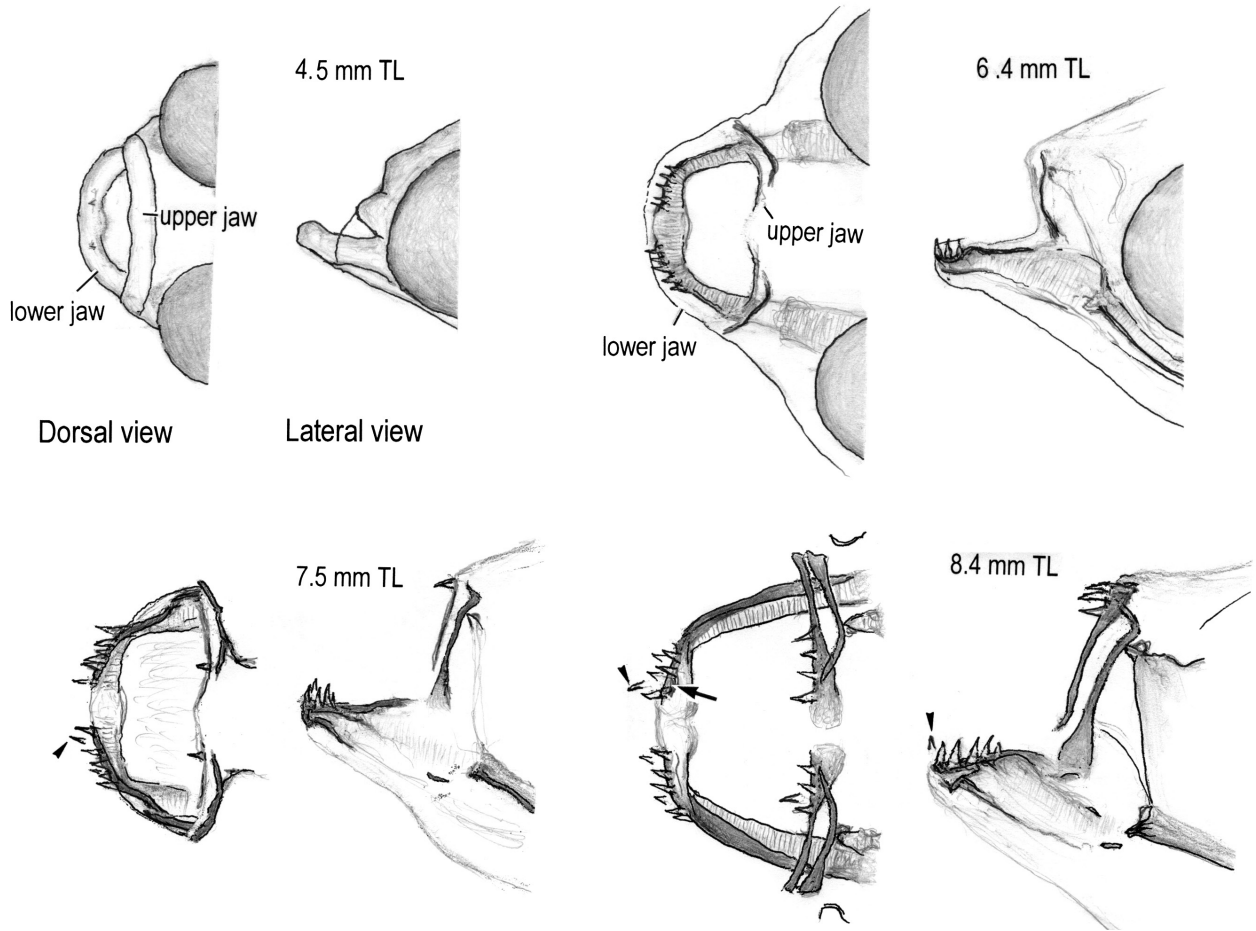 4.5 mm TL
upper jaw
lower jaw
6.4 mm TL
upper jaw
lower jaw
Dorsal view
Lateral view
7.5 mm TL
8.4 mm TL